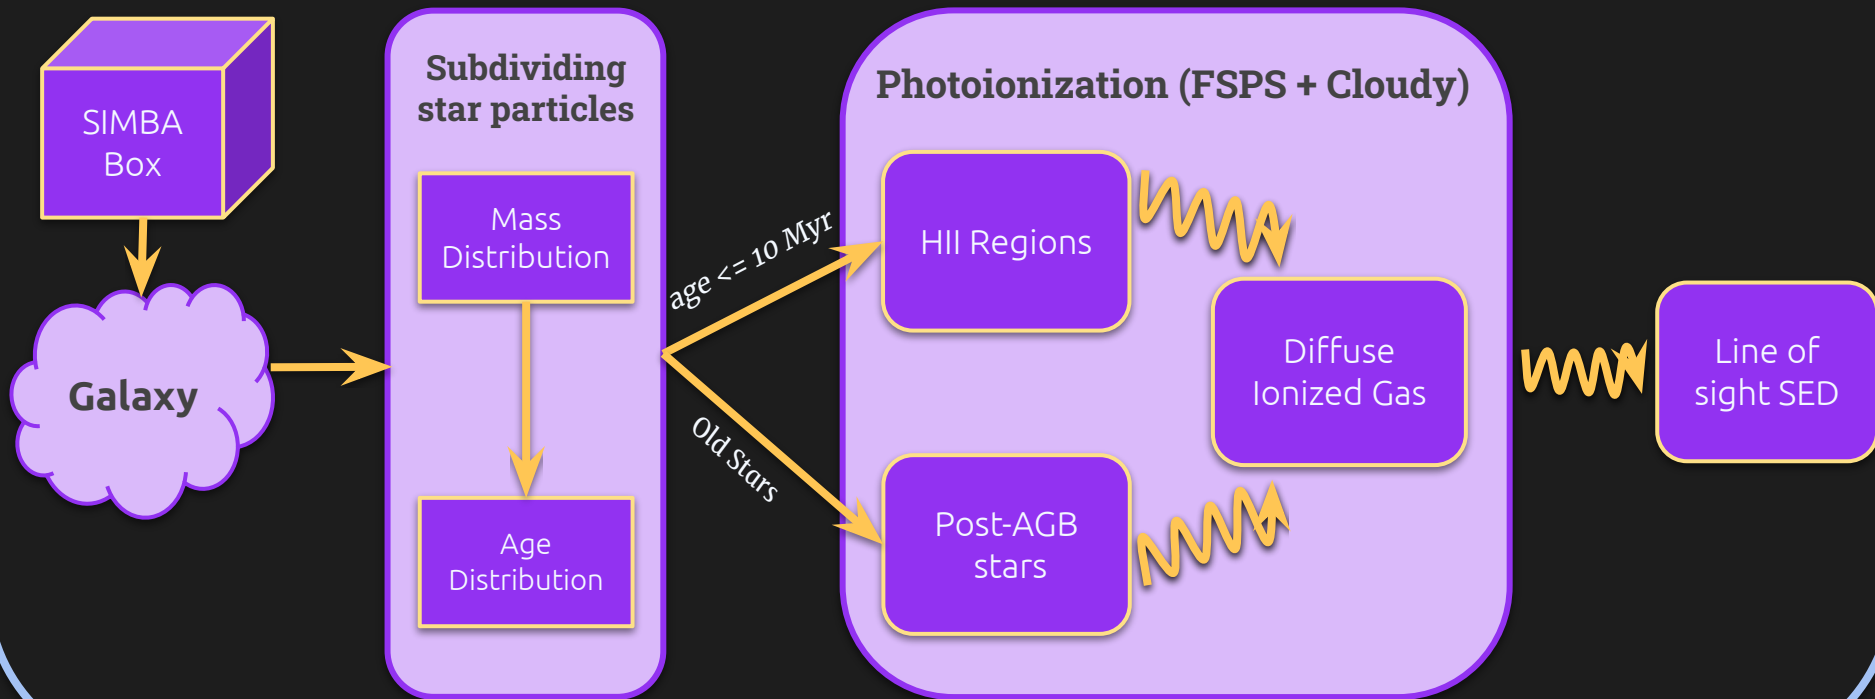 SIMBA
Box
Galaxy
Subdividing
star particles
Mass
Distribution
Age
Distribution
age <= 10 Myr
Old Stars
Photoionization (FSPS + Cloudy)
HII Regions
Post-AGB
stars
Diffuse
Ionized Gas
Line of
sight SED